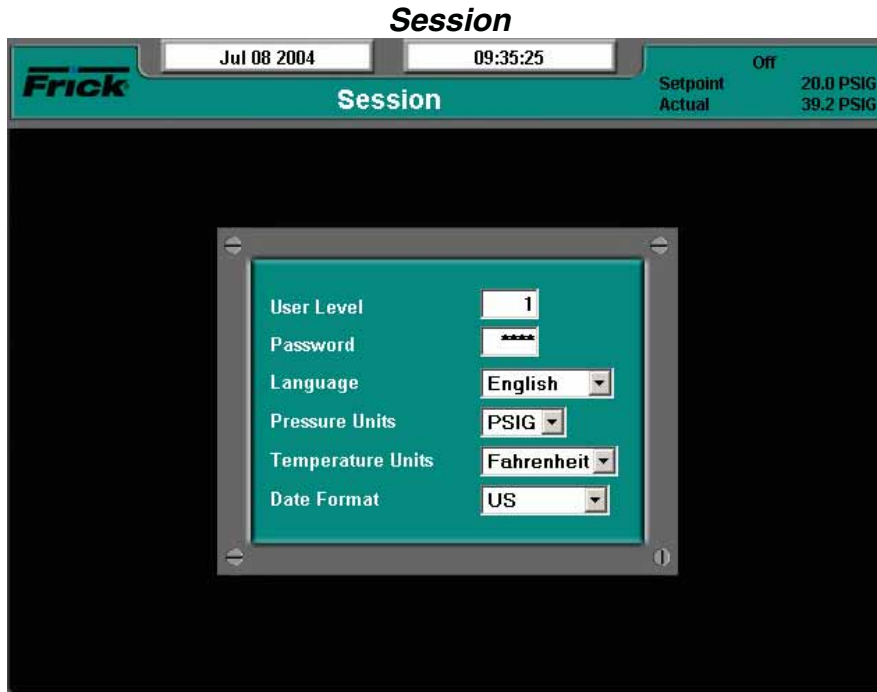 Session
Jul 08 2004 09:35:25
Frick
Session
Off
Setpoint 20.0 PSIG
Actual 39.2 PSIG
User Level 1
Password ****
Language English
Pressure Units PSIG
Temperature Units Fahrenheit
Date Format US